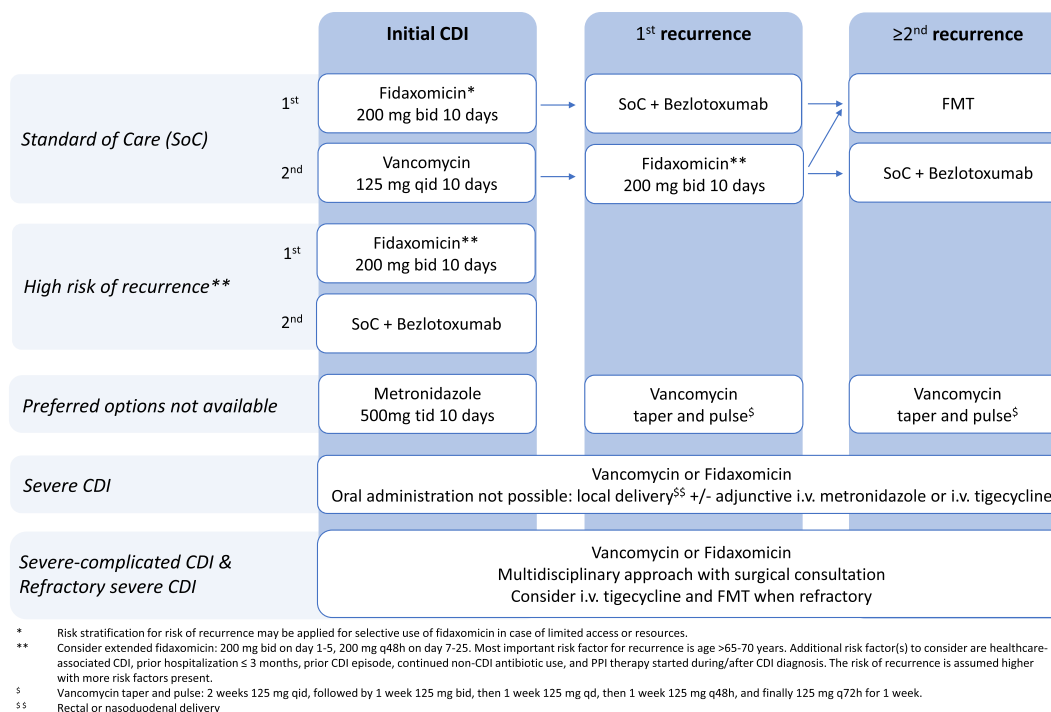 Initial CDI
1st recurrence
≥2nd recurrence
Standard of Care (SoC)
1st
Fidaxomicin*
200 mg bid 10 days
SoC + Bezlotoxumab
FMT
2nd
Vancomycin
125 mg qid 10 days
Fidaxomicin**
200 mg bid 10 days
SoC + Bezlotoxumab
High risk of recurrence**
1st
Fidaxomicin**
200 mg bid 10 days
2nd
SoC + Bezlotoxumab
Preferred options not available
Metronidazole
500mg tid 10 days
Vancomycin
taper and pulse$
Vancomycin
taper and pulse$
Severe CDI
Vancomycin or Fidaxomicin
Oral administration not possible: local delivery$$ +/- adjunctive i.v. metronidazole or i.v. tigecycline
Severe-complicated CDI &
Refractory severe CDI
Vancomycin or Fidaxomicin
Multidisciplinary approach with surgical consultation
Consider i.v. tigecycline and FMT when refractory
* Risk stratification for risk of recurrence may be applied for selective use of fidaxomicin in case of limited access or resources.
** Consider extended fidaxomicin: 200 mg bid on day 1-5, 200 mg q48h on day 7-25. Most important risk factor for recurrence is age >65-70 years. Additional risk factor(s) to consider are healthcare-
associated CDI, prior hospitalization ≤ 3 months, prior CDI episode, continued non-CDI antibiotic use, and PPI therapy started during/after CDI diagnosis. The risk of recurrence is assumed higher
with more risk factors present.
$ Vancomycin taper and pulse: 2 weeks 125 mg qid, followed by 1 week 125 mg bid, then 1 week 125 mg qd, then 1 week 125 mg q48h, and finally 125 mg q72h for 1 week.
$$ Rectal or nasoduodenal delivery